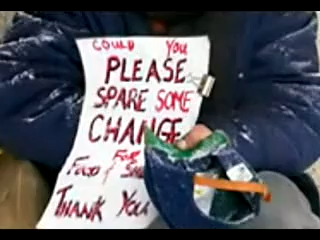 COULD YOU
PLEASE
SPARE SOME
CHANGE
FOR
FOOD &
THANK YOU